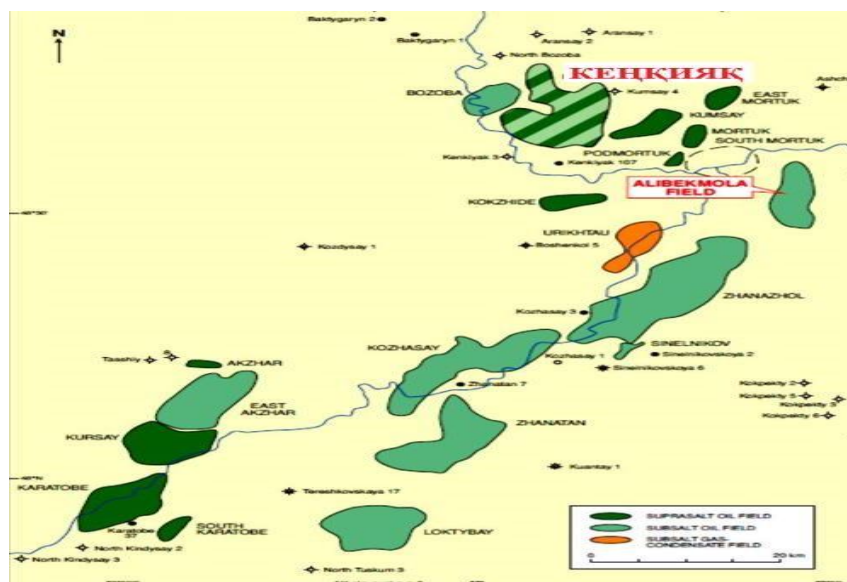 N
Baktygaryn 2
Baktygaryn 1
Aransay 2
Aransay 1
North Bozoba
КЕҢҚИЯҚ
BOZOBA
Kumsay 4
EAST
MORTUK
KUMSAY
MORTUK
SOUTH MORTUK
PODMORTUK
Kenkiyak 3
Kenkiyak 107
ALIBEKMOLA
FIELD
KOKZHIDE
URIKHTAU
Kozdysay 1
Boshenkol 5
ZHANAZHOL
Kozhasay 3
KOZHASAY
SINELNIKOV
Kozhasay 1
Sinelnikovskaya 2
Sinelnikovskaya 6
Tasshiy
5
AKZHAR
Zhanatan 7
Kokpekty 2
Kokpekty 5
Kokpekty 3
Kokpekty 6
EAST
AKZHAR
KURSAY
ZHANATAN
Kuantay 1
48°N
KARATOBE
Tereshkovskaya 17
Karatobe
37
SOUTH
KARATOBE
LOKTYBAY
North Kindysay 2
North Kindysay 3
North Tuskum 3
SUPRASALT OIL FIELD
SUBSALT OIL FIELD
SUBSALT GAS-
CONDENSATE FIELD
0
20 km